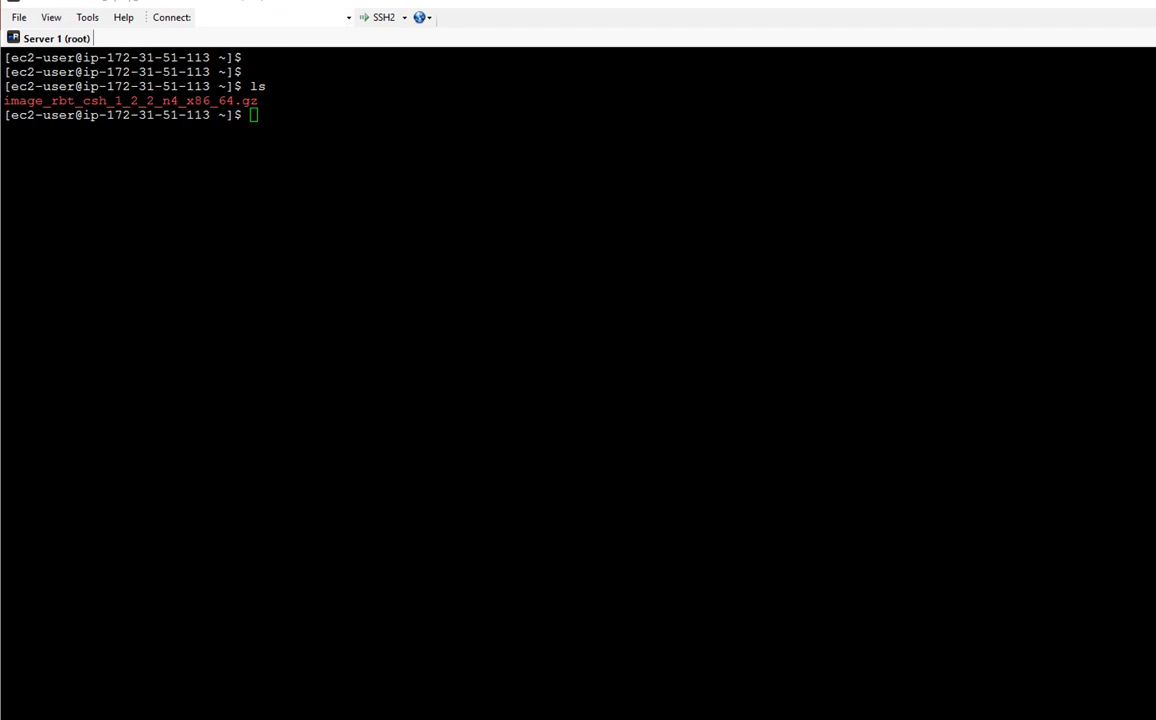 File View Tools Help Connect: SSH2
Server 1 (root)
[ec2-user@ip-172-31-51-113 ~]$
[ec2-user@ip-172-31-51-113 ~]$
[ec2-user@ip-172-31-51-113 ~]$ ls
image_rbt_csh_1_2_2_n4_x86_64.gz
[ec2-user@ip-172-31-51-113 ~]$